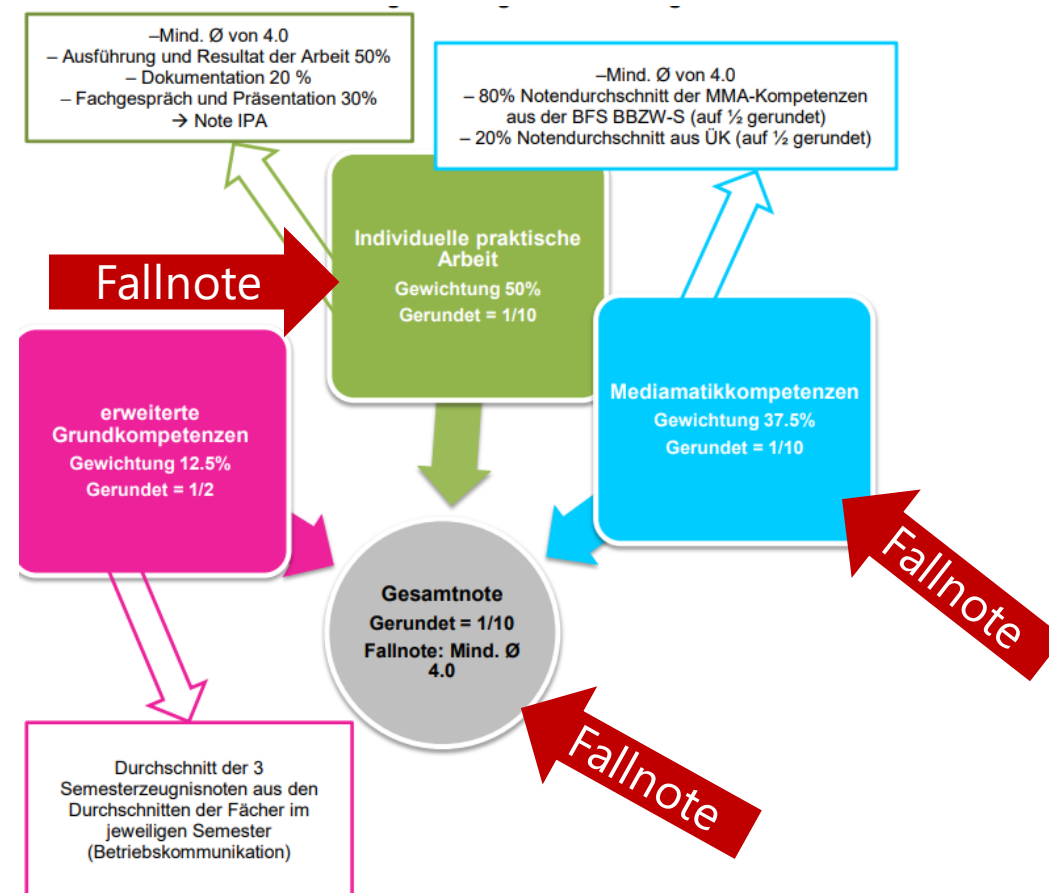 –Mind. Ø von 4.0
– Ausführung und Resultat der Arbeit 50%
– Dokumentation 20 %
– Fachgespräch und Präsentation 30%
→ Note IPA
–Mind. Ø von 4.0
– 80% Notendurchschnitt der MMA-Kompetenzen
aus der BFS BBZW-S (auf ½ gerundet)
– 20% Notendurchschnitt aus ÜK (auf ½ gerundet)
Individuelle praktische
Arbeit
Gewichtung 50%
Gerundet = 1/10
Fallnote
erweiterte
Grundkompetenzen
Gewichtung 12.5%
Gerundet = 1/2
Mediamatikkompetenzen
Gewichtung 37.5%
Gerundet = 1/10
Fallnote
Gesamtnote
Gerundet = 1/10
Fallnote: Mind. Ø
4.0
Fallnote
Durchschnitt der 3
Semesterzeugnisnoten aus den
Durchschnitten der Fächer im
jeweiligen Semester
(Betriebskommunikation)